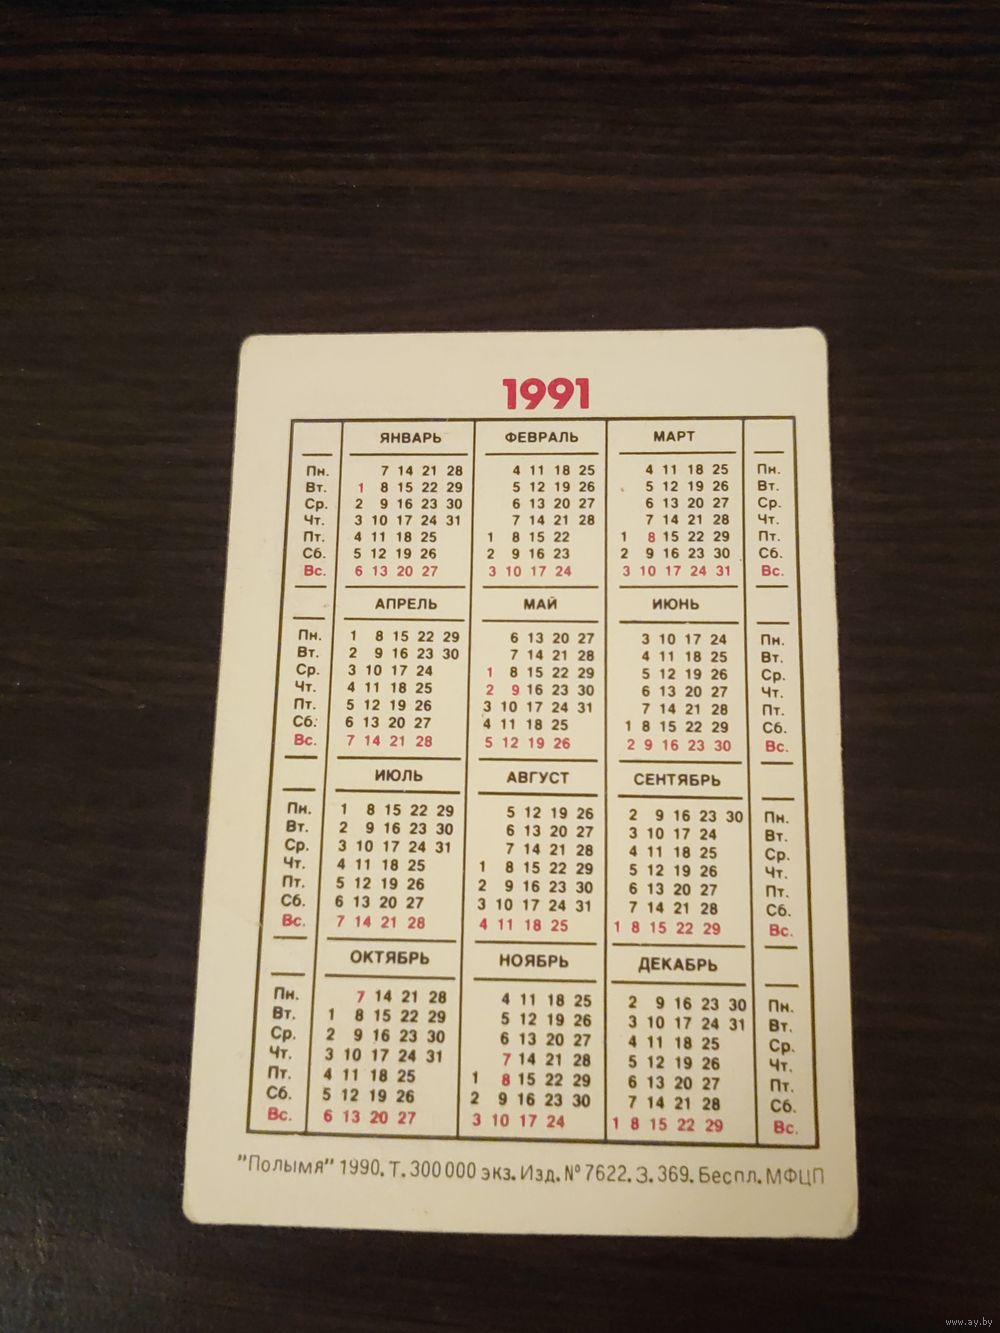 1991
ЯНВАРЬ ФЕВРАЛЬ МАРТ
Пн. 7 14 21 28 4 11 18 25 4 11 18 25 Пн.
Вт. 1 8 15 22 29 5 12 19 26 5 12 19 26 Вт.
Ср. 2 9 16 23 30 6 13 20 27 6 13 20 27 Ср.
Чт. 3 10 17 24 31 7 14 21 28 7 14 21 28 Чт.
Пт. 4 11 18 25 1 8 15 22 1 8 15 22 29 Пт.
Сб. 5 12 19 26 2 9 16 23 2 9 16 23 30 Сб.
Вс. 6 13 20 27 3 10 17 24 3 10 17 24 31 Вс.
АПРЕЛЬ МАЙ ИЮНЬ
Пн. 1 8 15 22 29 6 13 20 27 3 10 17 24 Пн.
Вт. 2 9 16 23 30 7 14 21 28 4 11 18 25 Вт.
Ср. 3 10 17 24 1 8 15 22 29 5 12 19 26 Ср.
Чт. 4 11 18 25 2 9 16 23 30 6 13 20 27 Чт.
Пт. 5 12 19 26 3 10 17 24 31 7 14 21 28 Пт.
Сб. 6 13 20 27 4 11 18 25 1 8 15 22 29 Сб.
Вс. 7 14 21 28 5 12 19 26 2 9 16 23 30 Вс.
ИЮЛЬ АВГУСТ СЕНТЯБРЬ
Пн. 1 8 15 22 29 5 12 19 26 2 9 16 23 30 Пн.
Вт. 2 9 16 23 30 6 13 20 27 3 10 17 24 Вт.
Ср. 3 10 17 24 31 7 14 21 28 4 11 18 25 Ср.
Чт. 4 11 18 25 1 8 15 22 29 5 12 19 26 Чт.
Пт. 5 12 19 26 2 9 16 23 30 6 13 20 27 Пт.
Сб. 6 13 20 27 3 10 17 24 31 7 14 21 28 Сб.
Вс. 7 14 21 28 4 11 18 25 1 8 15 22 29 Вс.
ОКТЯБРЬ НОЯБРЬ ДЕКАБРЬ
Пн. 7 14 21 28 4 11 18 25 2 9 16 23 30 Пн.
Вт. 1 8 15 22 29 5 12 19 26 3 10 17 24 31 Вт.
Ср. 2 9 16 23 30 6 13 20 27 4 11 18 25 Ср.
Чт. 3 10 17 24 31 7 14 21 28 5 12 19 26 Чт.
Пт. 4 11 18 25 1 8 15 22 29 6 13 20 27 Пт.
Сб. 5 12 19 26 2 9 16 23 30 7 14 21 28 Сб.
Вс. 6 13 20 27 3 10 17 24 1 8 15 22 29 Вс.
"Полымя" 1990. Т. 300 000 экз. Изд. № 7622. З. 369. Беспл. МФЦП
www.ay.by